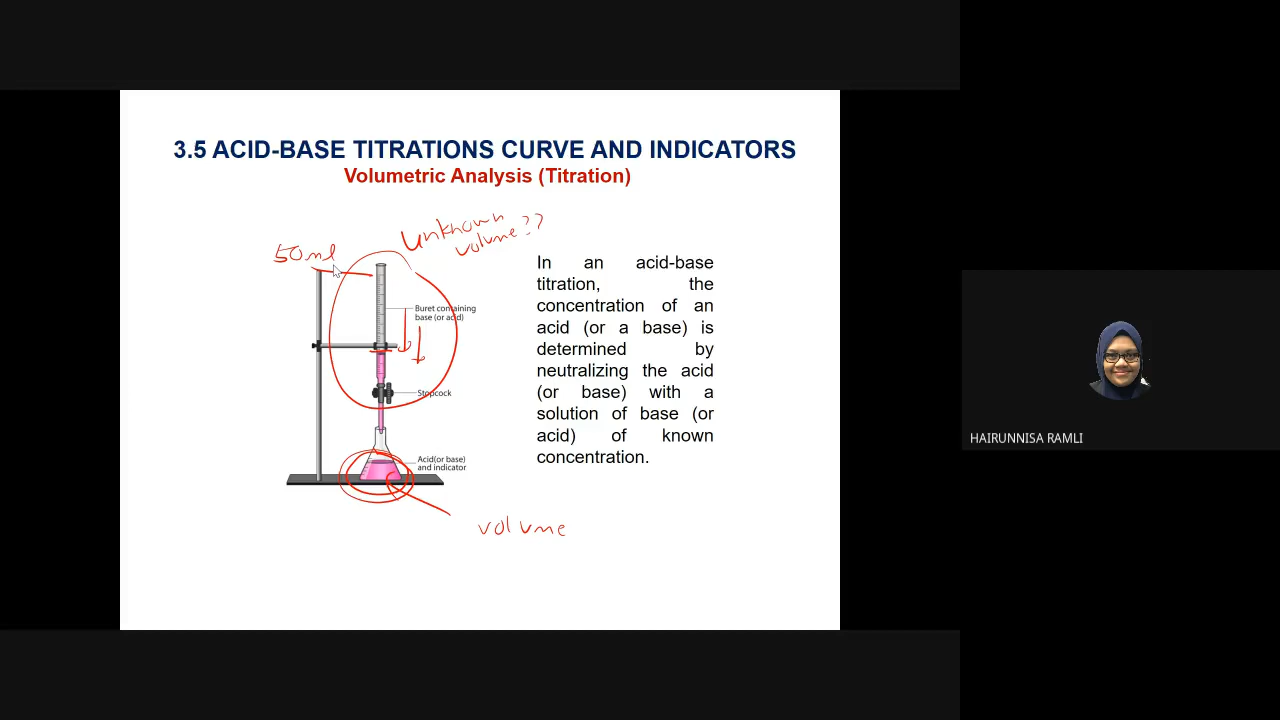 3.5 ACID-BASE TITRATIONS CURVE AND INDICATORS
Volumetric Analysis (Titration)
unknown
volume??
50ml
Buret containing
base (or acid)
Stopcock
Acid(or base)
and indicator
volume
In an acid-base
titration, the
concentration of an
acid (or a base) is
determined by
neutralizing the acid
(or base) with a
solution of base (or
acid) of known
concentration.
HAIRUNNISA RAMLI